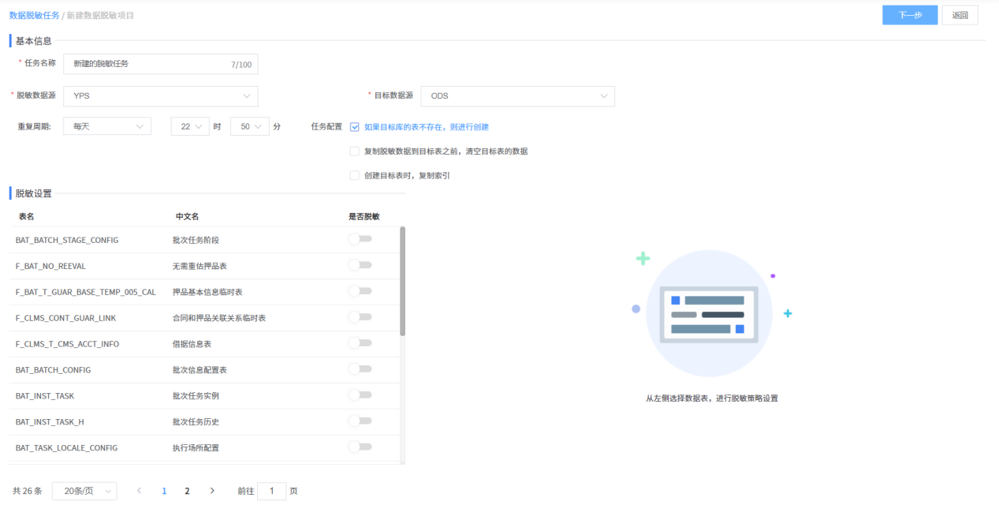 数据脱敏任务 / 新建数据脱敏项目
下一步 返回
基本信息
* 任务名称 新建的脱敏任务 7/100
* 脱敏数据源 YPS * 目标数据源 ODS
重复周期: 每天 22 时 50 分 任务配置 如果目标库的表不存在，则进行创建
复制脱敏数据到目标表之前，清空目标表的数据
创建目标表时，复制索引
脱敏设置
表名 中文名 是否脱敏
BAT_BATCH_STAGE_CONFIG 批次任务阶段
F_BAT_NO_REEVAL 无需重估押品表
F_BAT_T_GUAR_BASE_TEMP_005_CAL 押品基本信息临时表
F_CLMS_CONT_GUAR_LINK 合同和押品关联关系临时表
F_CLMS_T_CMS_ACCT_INFO 借据信息表
BAT_BATCH_CONFIG 批次信息配置表
BAT_INST_TASK 批次任务实例
BAT_INST_TASK_H 批次任务历史
BAT_TASK_LOCALE_CONFIG 执行场所配置
从左侧选择数据表，进行脱敏策略设置
共 26 条 20条/页 1 2 前往 1 页